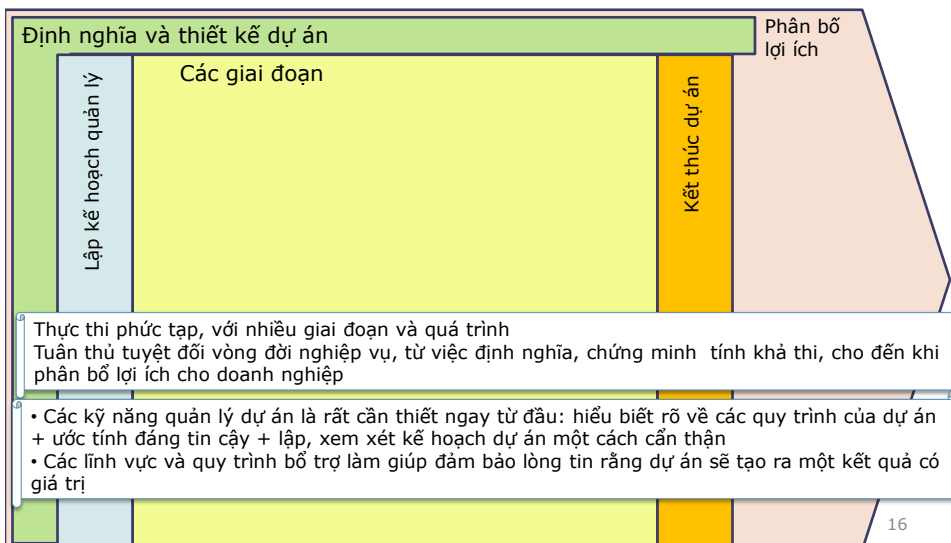 Định nghĩa và thiết kế dự án
Phân bố
lợi ích
Lập kế hoạch quản lý
Các giai đoạn
Kết thúc dự án
Thực thi phức tạp, với nhiều giai đoạn và quá trình
Tuân thủ tuyệt đối vòng đời nghiệp vụ, từ việc định nghĩa, chứng minh tính khả thi, cho đến khi
phân bổ lợi ích cho doanh nghiệp
• Các kỹ năng quản lý dự án là rất cần thiết ngay từ đầu: hiểu biết rõ về các quy trình của dự án
+ ước tính đáng tin cậy + lập, xem xét kế hoạch dự án một cách cẩn thận
• Các lĩnh vực và quy trình bổ trợ làm giúp đảm bảo lòng tin rằng dự án sẽ tạo ra một kết quả có
giá trị
16